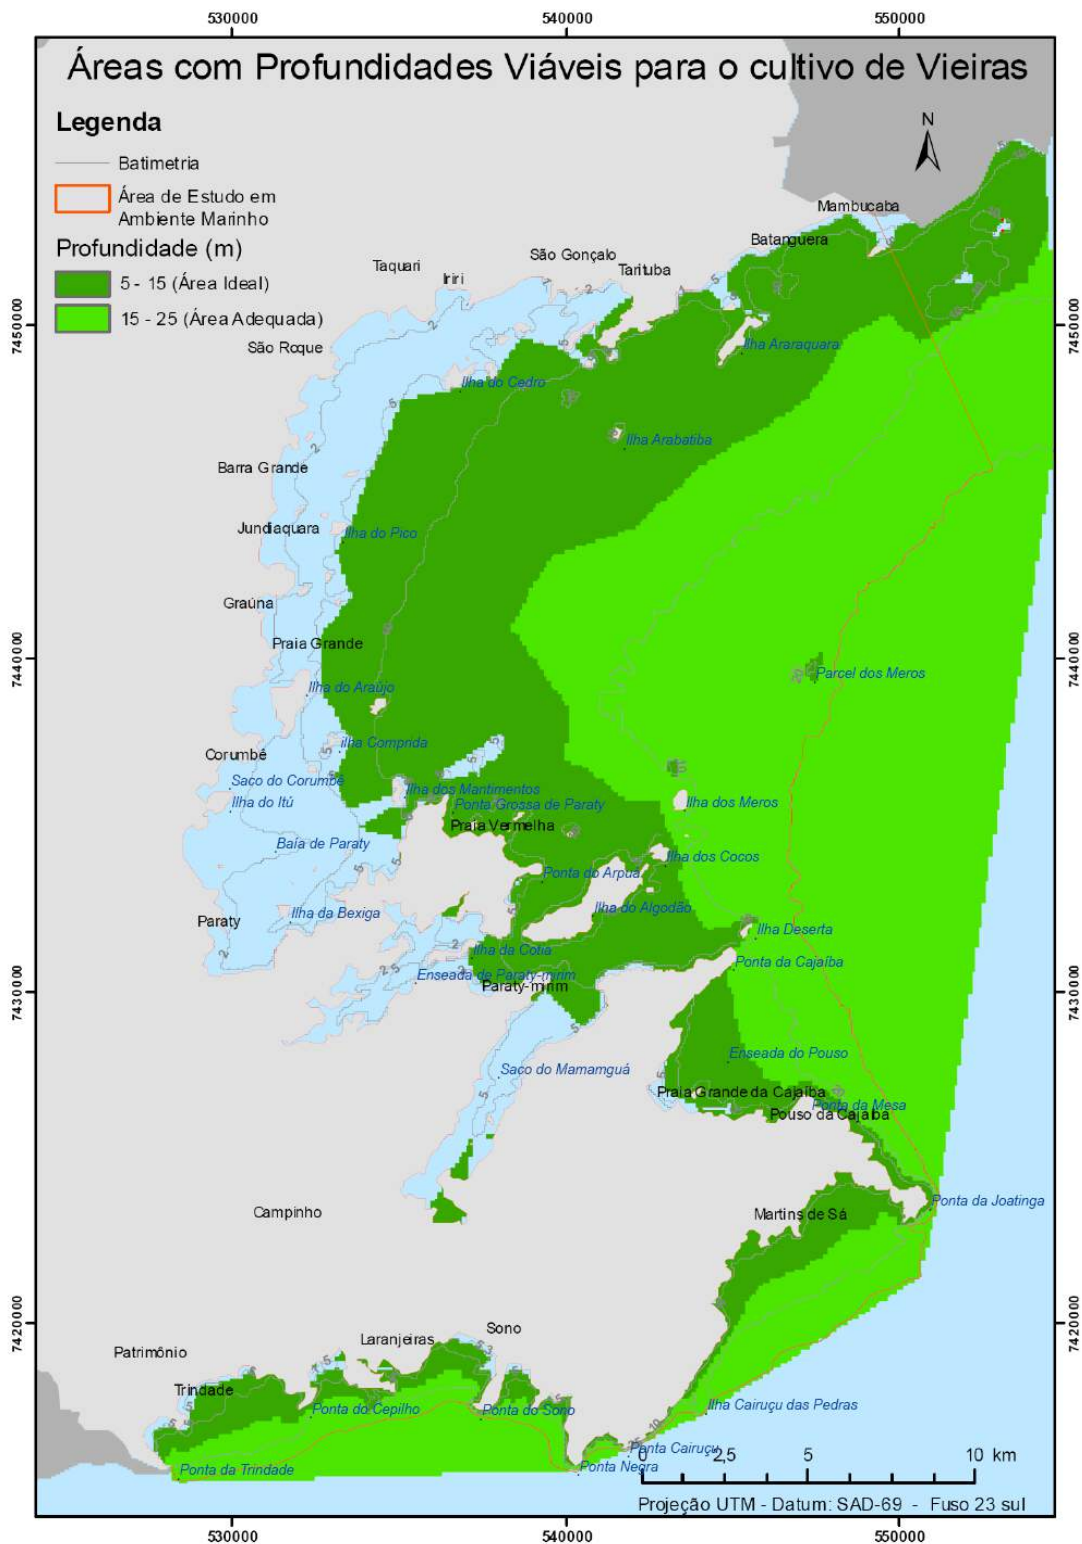 530000 540000 550000
Áreas com Profundidades Viáveis para o cultivo de Vieiras
Legenda
Batimetria
Área de Estudo em
Ambiente Marinho
Profundidade (m)
5 - 15 (Área Ideal)
15 - 25 (Área Adequada)
N
Mambucaba
Batanguera
São Gonçalo
Tarituba
Taquari
Iriri
São Roque
7450000
7450000
Ilha Araraquara
Ilha do Cedro
Ilha Arabatiba
Barra Grande
Jundiaquara
Ilha do Pico
Graúna
Praia Grande
7440000
7440000
Parcel dos Meros
Ilha do Araújo
ilha Comprida
Corumbê
Saco do Corumbê
Ilha do Itú
Ilha dos Mantimentos
Ponta Grossa de Paraty
Ilha dos Meros
Praia Vermelha
Baía de Paraty
Ilha dos Cocos
Ponta do Arpuá
Ilha do Algodão
Ilha da Bexiga
Paraty
Ilha Deserta
Ilha da Cotia
Ponta da Cajaíba
Enseada de Paraty-mirim
Paraty-mirim
7430000
7430000
Enseada do Pouso
Saco do Mamamguá
Praia Grande da Cajaíba
Ponta da Mesa
Pouso da Cajaíba
Ponta da Joatinga
Martins de Sá
Campinho
7420000
7420000
Sono
Laranjeiras
Patrimônio
Trindade
Ponta do Cepilho
Ponta do Sono
Ilha Cairuçu das Pedras
Ponta Cairuçu
Ponta Negra
Ponta da Trindade
0 2,5 5 10 km
Projeção UTM - Datum: SAD-69 - Fuso 23 sul
530000 540000 550000